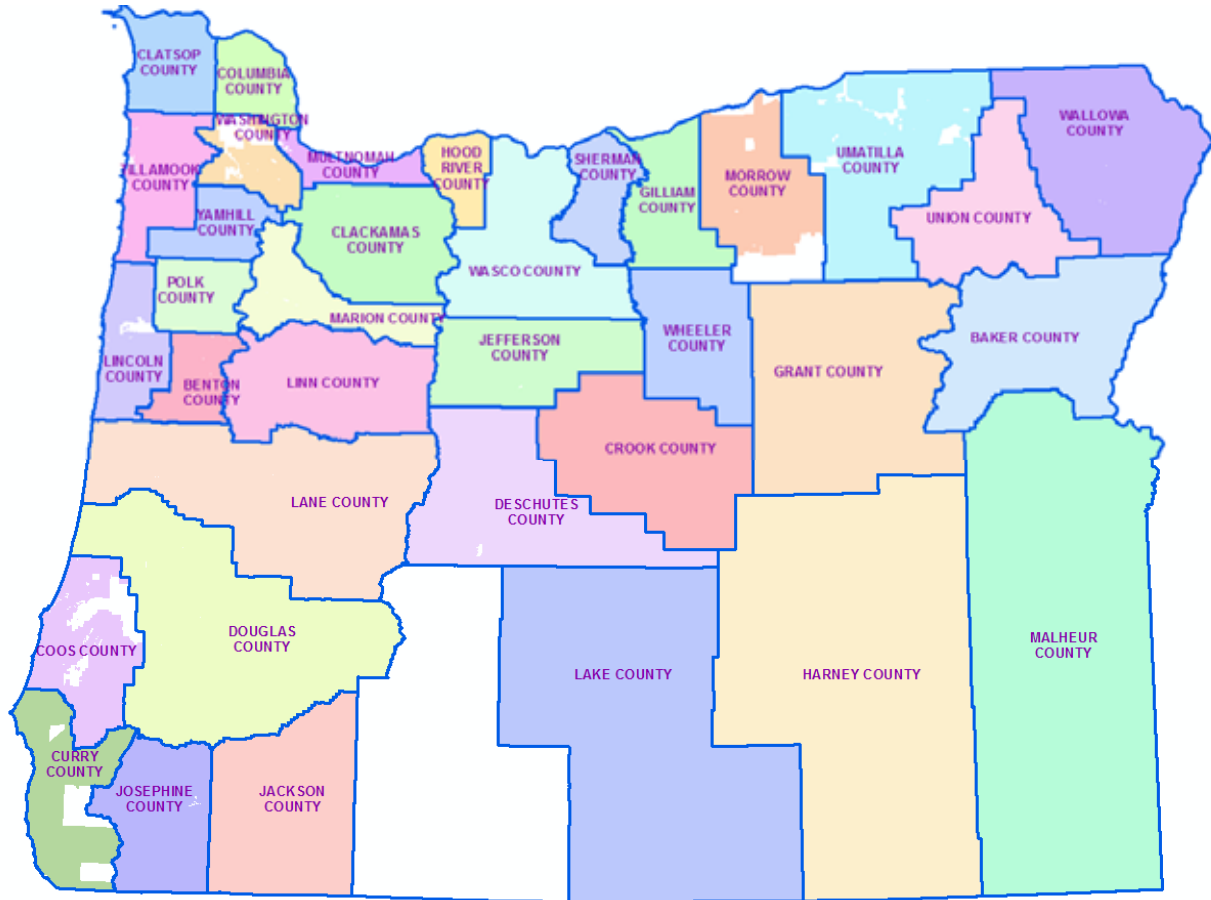 CLATSOP
COUNTY
COLUMBIA
COUNTY
WASHINGTON
COUNTY
TILLAMOOK
COUNTY
MULTNOMAH
COUNTY
HOOD
RIVER
COUNTY
SHERMAN
COUNTY
GILLIAM
COUNTY
MORROW
COUNTY
UMATILLA
COUNTY
WALLOWA
COUNTY
UNION COUNTY
YAMHILL
COUNTY
CLACKAMAS
COUNTY
WASCO COUNTY
POLK
COUNTY
MARION COUNTY
JEFFERSON
COUNTY
WHEELER
COUNTY
BAKER COUNTY
GRANT COUNTY
LINCOLN
COUNTY
BENTON
COUNTY
LINN COUNTY
CROOK COUNTY
LANE COUNTY
DESCHUTES
COUNTY
DOUGLAS
COUNTY
COOS COUNTY
LAKE COUNTY
HARNEY COUNTY
MALHEUR
COUNTY
CURRY
COUNTY
JOSEPHINE
COUNTY
JACKSON
COUNTY